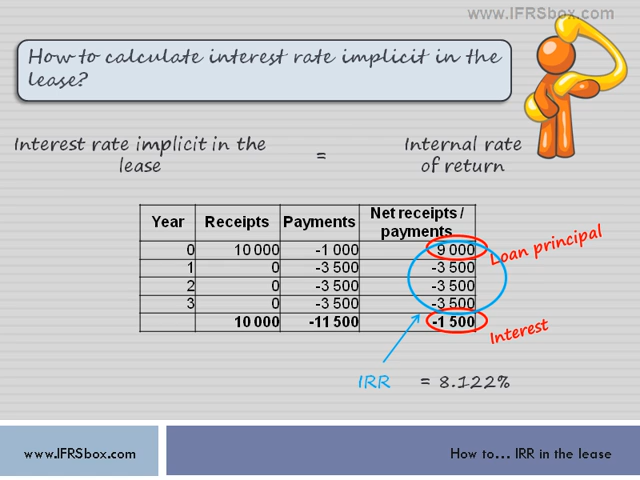 www.IFRSbox.com
How to calculate interest rate implicit in the
lease?
Interest rate implicit in the
lease
=
Internal rate
of return
Year Receipts Payments Net receipts /
payments
0 10 000 -1 000 9 000
1 0 -3 500 -3 500
2 0 -3 500 -3 500
3 0 -3 500 -3 500
10 000 -11 500 -1 500
Loan principal
Interest
IRR = 8.122%
www.IFRSbox.com
How to... IRR in the lease